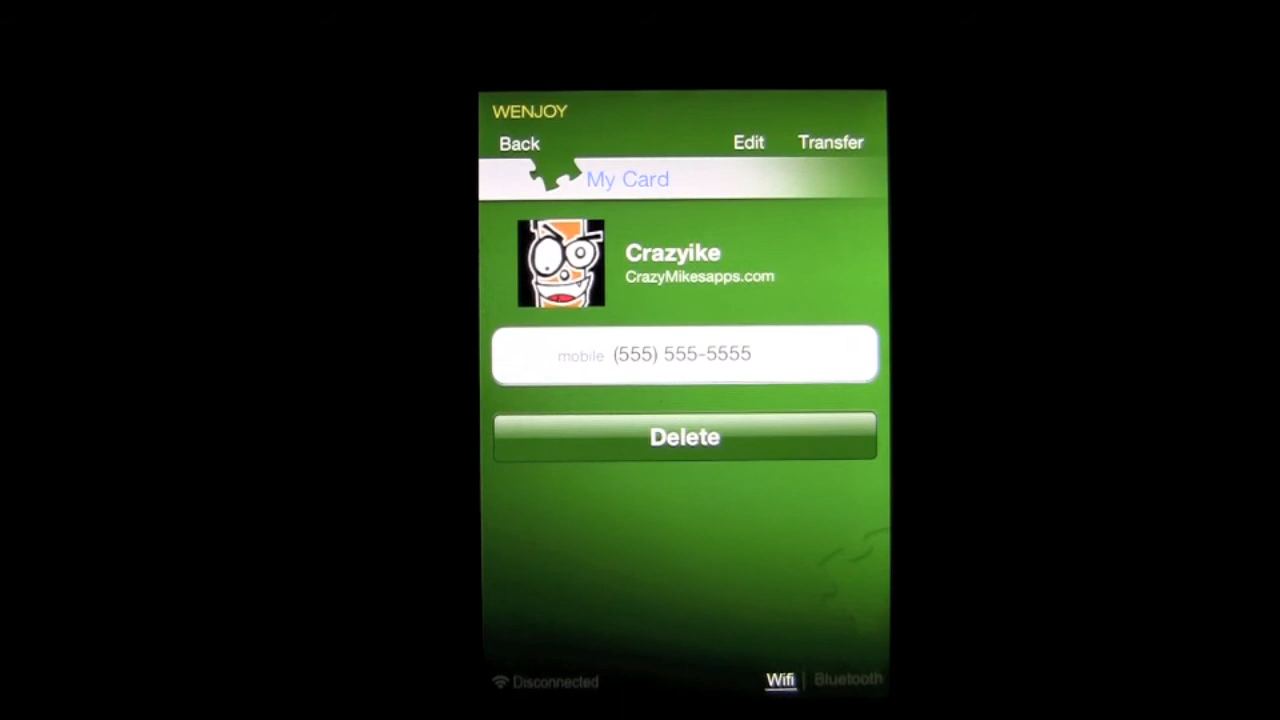 WENJOY
Back Edit Transfer
My Card
Crazyike
CrazyMikesapps.com
mobile (555) 555-5555
Delete
Disconnected Wifi | Bluetooth